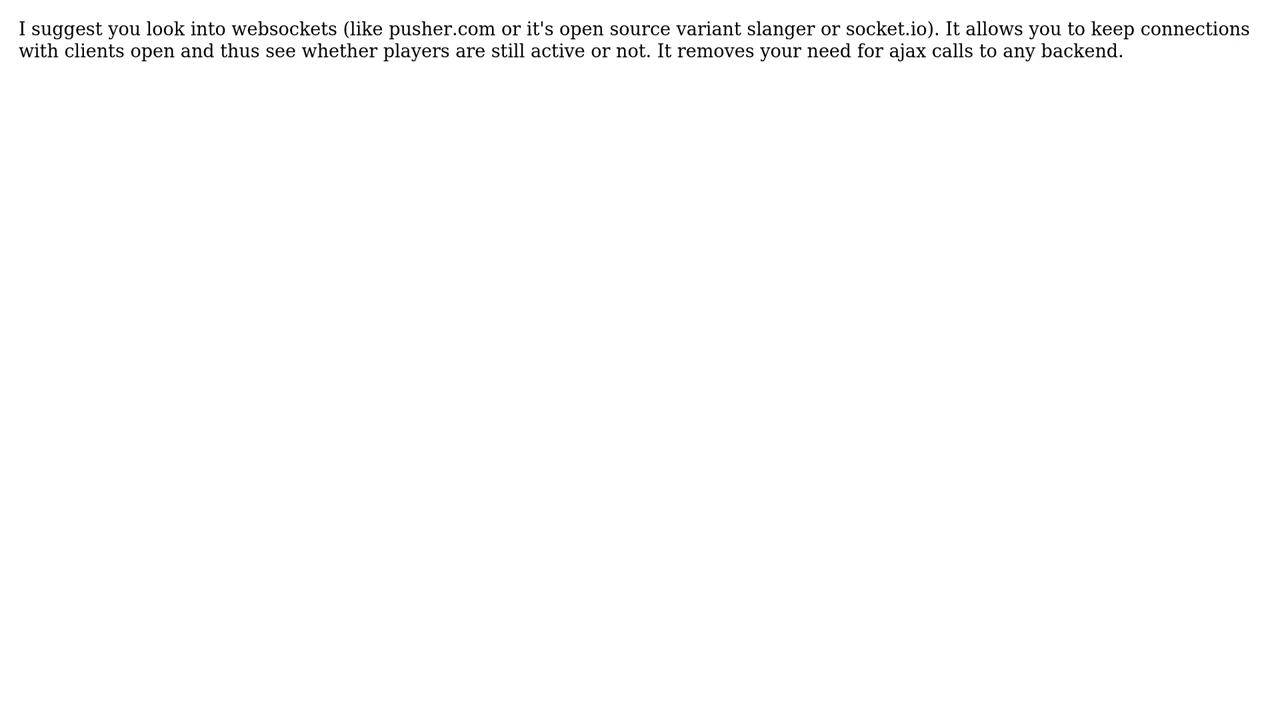 I suggest you look into websockets (like pusher.com or it's open source variant slanger or socket.io). It allows you to keep connections
with clients open and thus see whether players are still active or not. It removes your need for ajax calls to any backend.